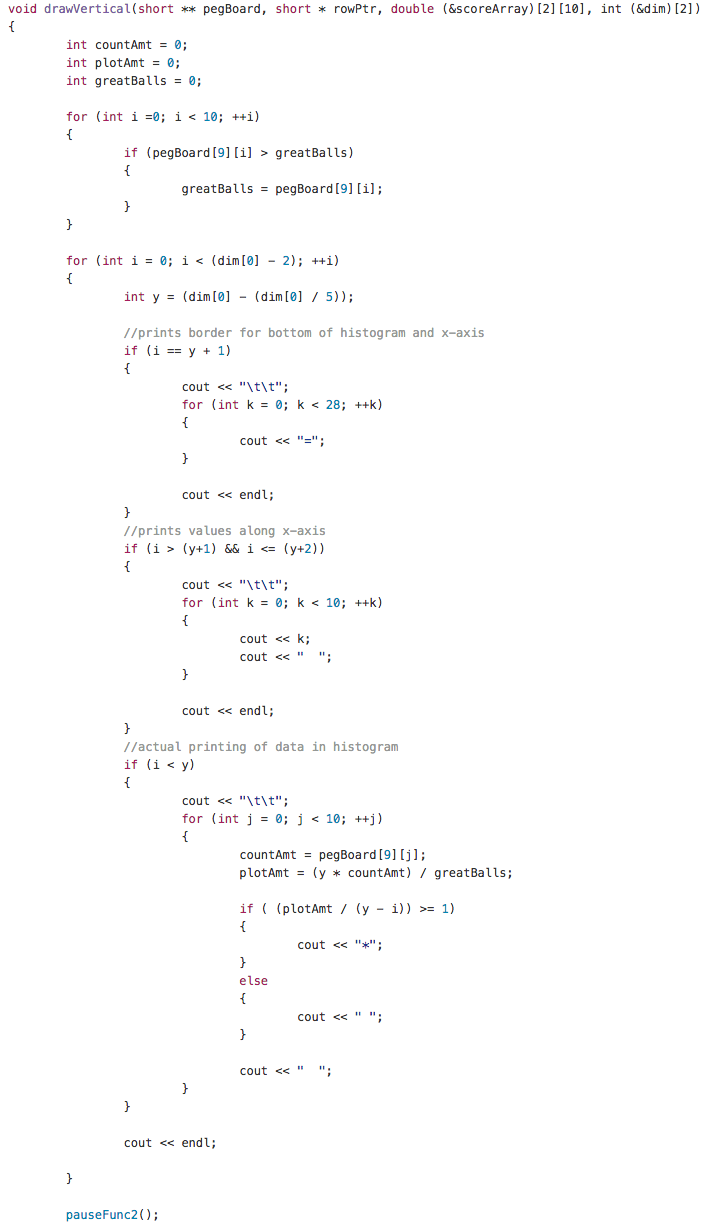 void drawVertical(short ** pegBoard, short * rowPtr, double (&scoreArray)[2][10], int (&dim)[2])
{
        int countAmt = 0;
        int plotAmt = 0;
        int greatBalls = 0;

        for (int i =0; i < 10; ++i)
        {
                if (pegBoard[9][i] > greatBalls)
                {
                        greatBalls = pegBoard[9][i];
                }
        }

        for (int i = 0; i < (dim[0] - 2); ++i)
        {
                int y = (dim[0] - (dim[0] / 5));

                //prints border for bottom of histogram and x-axis
                if (i == y + 1)
                {
                        cout << "\t\t";
                        for (int k = 0; k < 28; ++k)
                        {
                                cout << "=";
                        }

                        cout << endl;
                }
                //prints values along x-axis
                if (i > (y+1) && i <= (y+2))
                {
                        cout << "\t\t";
                        for (int k = 0; k < 10; ++k)
                        {
                                cout << k;
                                cout << "  ";
                        }

                        cout << endl;
                }
                //actual printing of data in histogram
                if (i < y)
                {
                        cout << "\t\t";
                        for (int j = 0; j < 10; ++j)
                        {
                                countAmt = pegBoard[9][j];
                                plotAmt = (y * countAmt) / greatBalls;

                                if ( (plotAmt / (y - i)) >= 1)
                                {
                                        cout << "*";
                                }
                                else
                                {
                                        cout << " ";
                                }

                                cout << "  ";
                        }
                }

                cout << endl;

        }

        pauseFunc2();